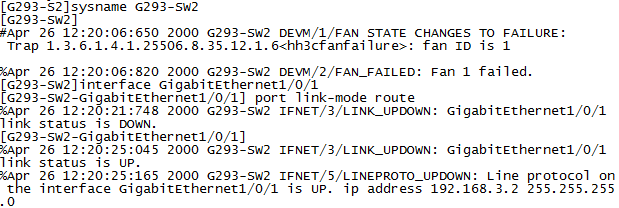 [G293-S2]sysname G293-SW2
[G293-SW2]
#Apr 26 12:20:06:650 2000 G293-SW2 DEVM/1/FAN STATE CHANGES TO FAILURE:
 Trap 1.3.6.1.4.1.25506.8.35.12.1.6<hh3cfanfailure>: fan ID is 1
%Apr 26 12:20:06:820 2000 G293-SW2 DEVM/2/FAN_FAILED: Fan 1 failed.
[G293-SW2]interface GigabitEthernet1/0/1
[G293-SW2-GigabitEthernet1/0/1] port link-mode route
%Apr 26 12:20:21:748 2000 G293-SW2 IFNET/3/LINK_UPDOWN: GigabitEthernet1/0/1
link status is DOWN.
[G293-SW2-GigabitEthernet1/0/1]
%Apr 26 12:20:25:045 2000 G293-SW2 IFNET/3/LINK_UPDOWN: GigabitEthernet1/0/1
link status is UP.
%Apr 26 12:20:25:165 2000 G293-SW2 IFNET/5/LINEPROTO_UPDOWN: Line protocol on
 the interface GigabitEthernet1/0/1 is UP. ip address 192.168.3.2 255.255.255
.0